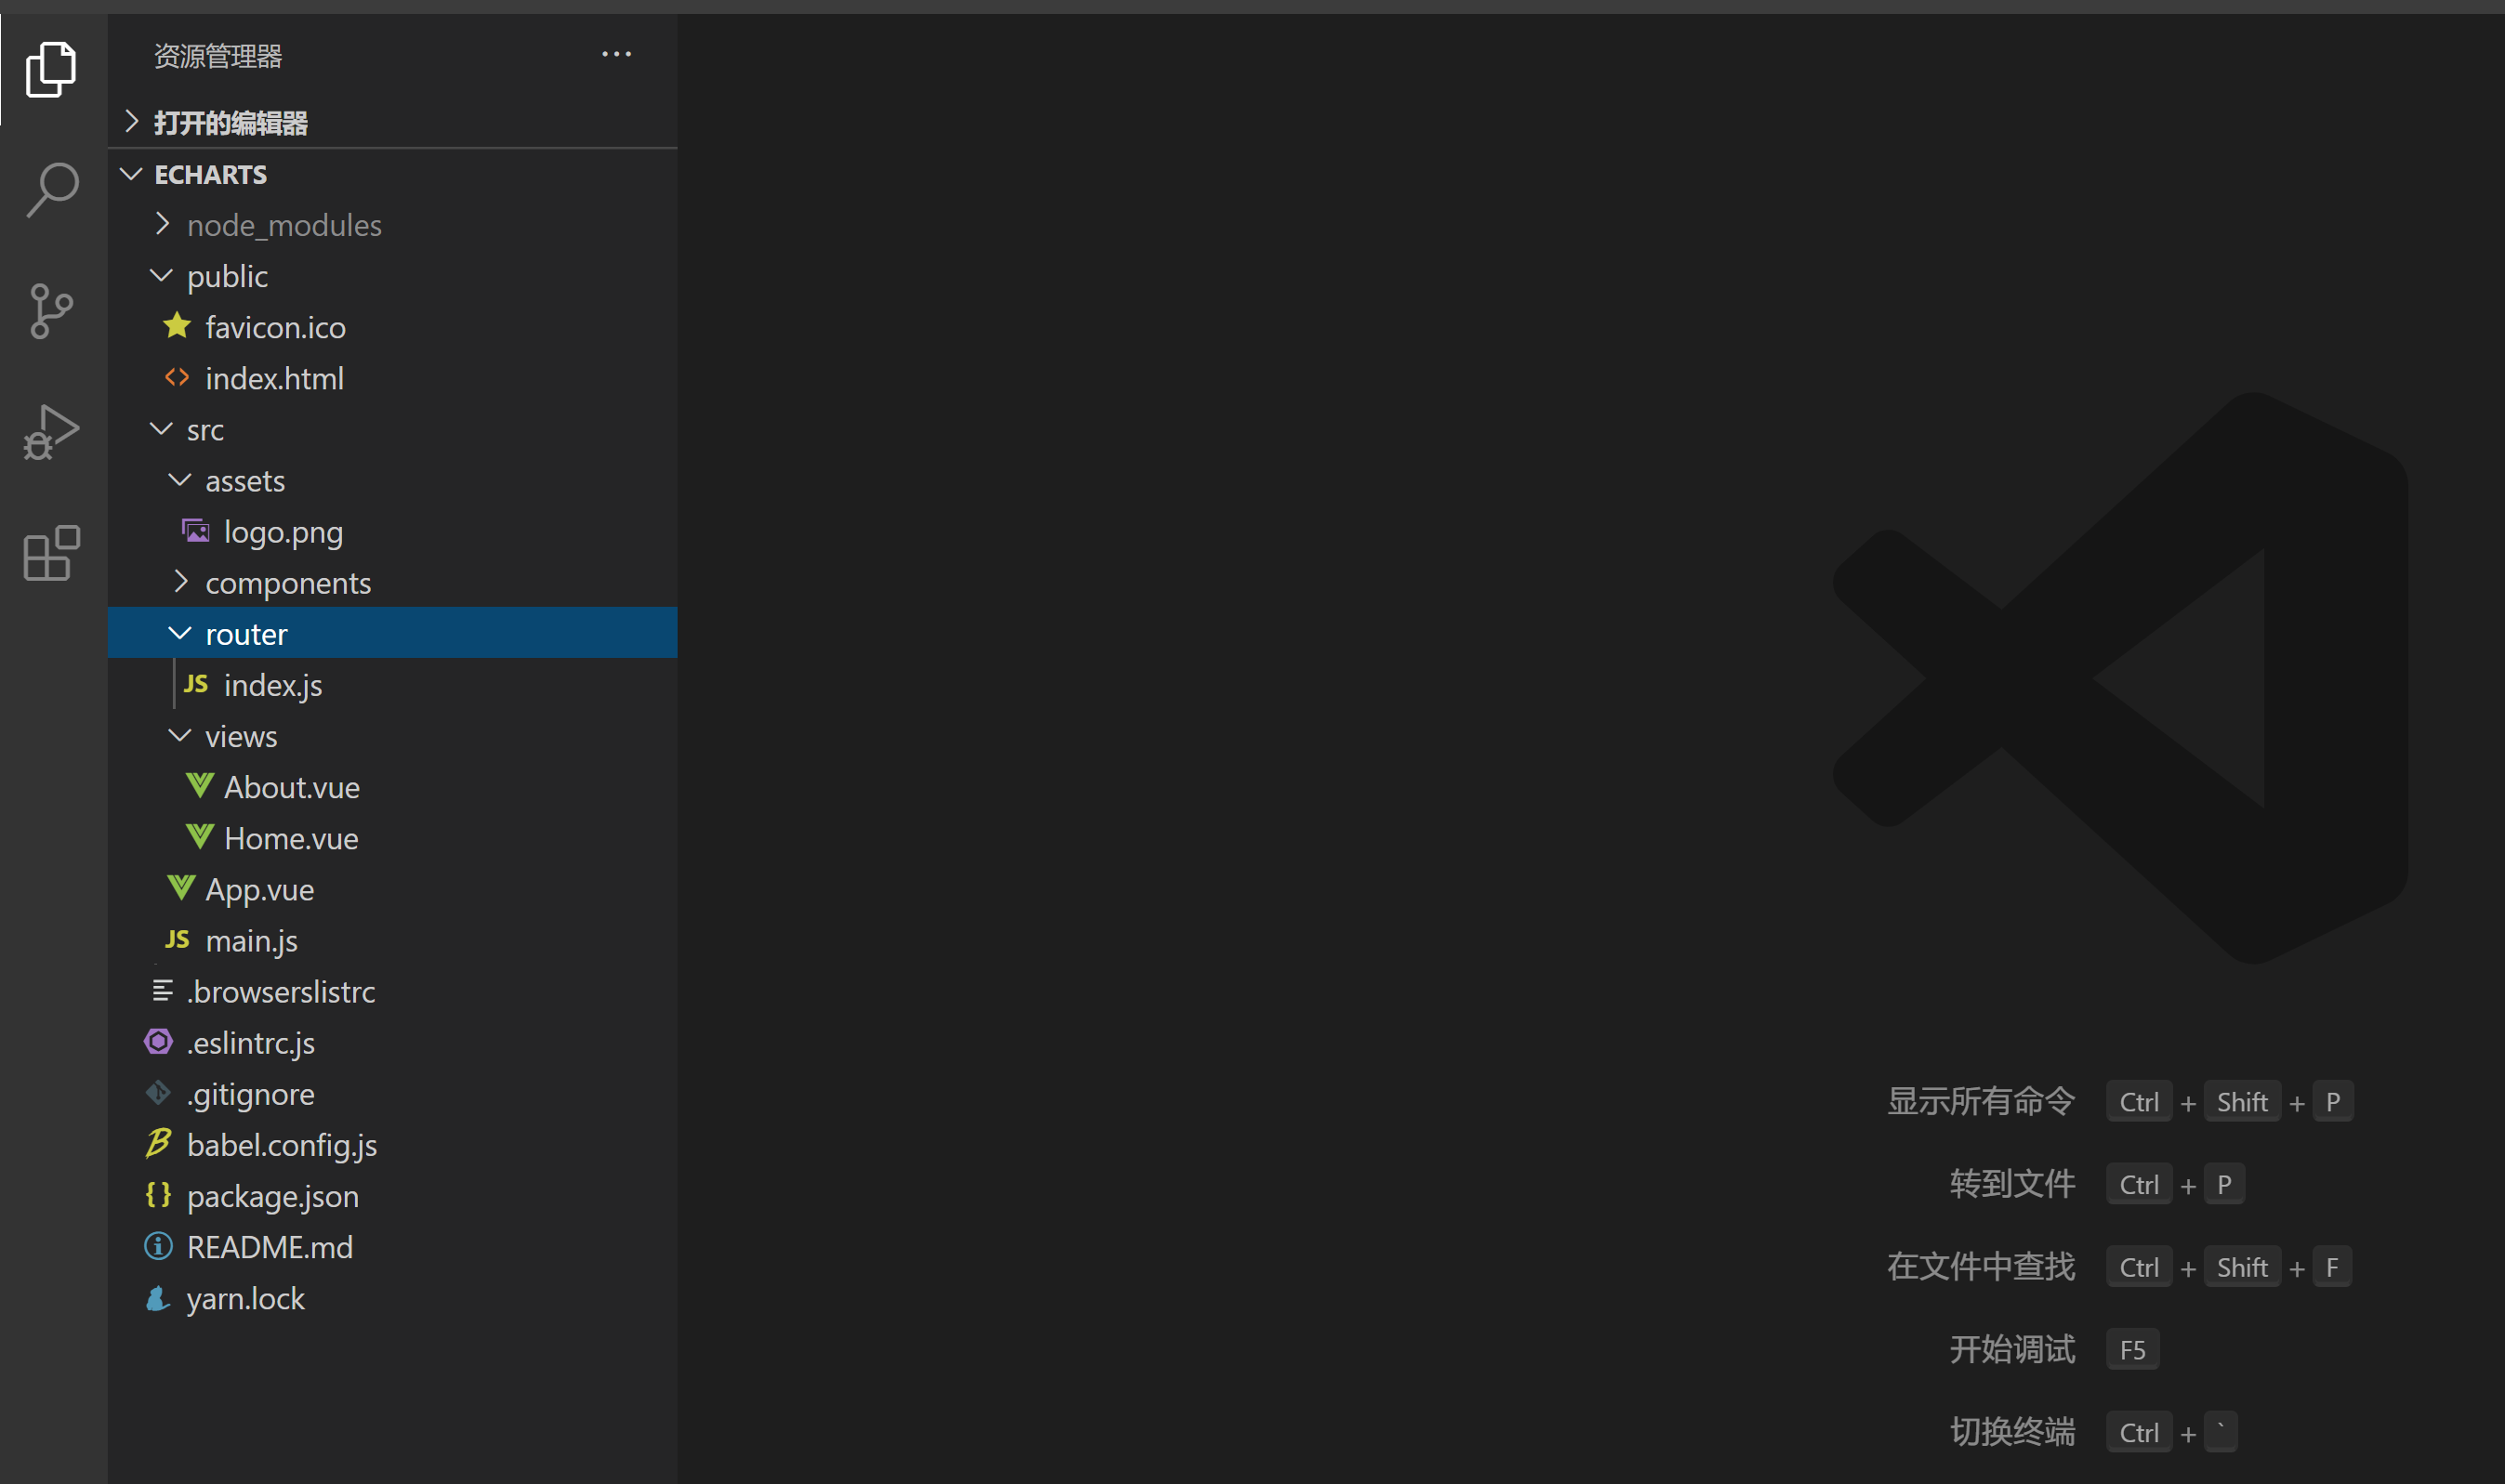 资源管理器
打开的编辑器
ECHARTS
node_modules
public
favicon.ico
index.html
src
assets
logo.png
components
router
JS index.js
views
About.vue
Home.vue
App.vue
JS main.js
.browserslistrc
.eslintrc.js
.gitignore
babel.config.js
{} package.json
README.md
yarn.lock
显示所有命令 Ctrl + Shift + P
转到文件 Ctrl + P
在文件中查找 Ctrl + Shift + F
开始调试 F5
切换终端 Ctrl + `